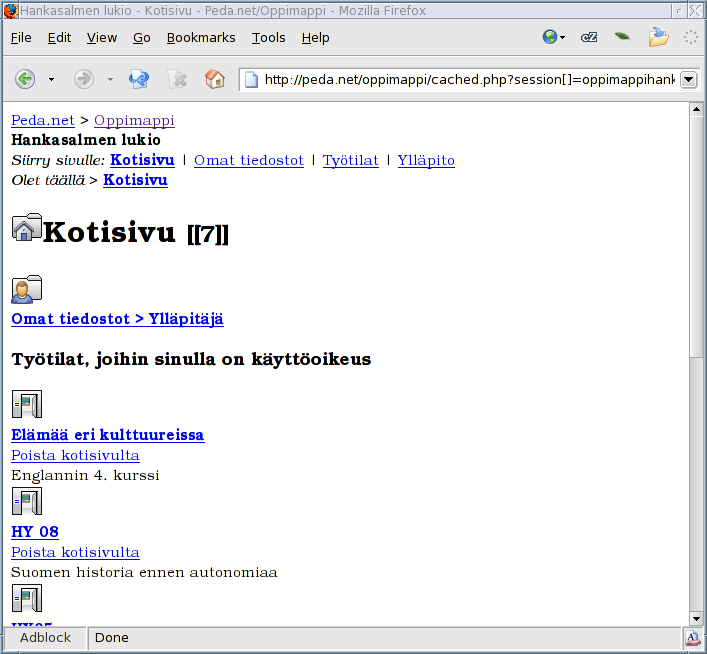 Hankasalmen lukio - Kotisivu - Peda.net/Oppimappi - Mozilla Firefox
File Edit View Go Bookmarks Tools Help
http://peda.net/oppimappi/cached.php?session[]=oppimappihank
Peda.net > Oppimappi
Hankasalmen lukio
Siirry sivulle: Kotisivu | Omat tiedostot | Työtilat | Ylläpito
Olet täällä > Kotisivu
Kotisivu [[7]]
Omat tiedostot > Ylläpitäjä
Työtilat, joihin sinulla on käyttöoikeus
Elämää eri kulttuureissa
Poista kotisivulta
Englannin 4. kurssi
HY 08
Poista kotisivulta
Suomen historia ennen autonomiaa
Adblock Done